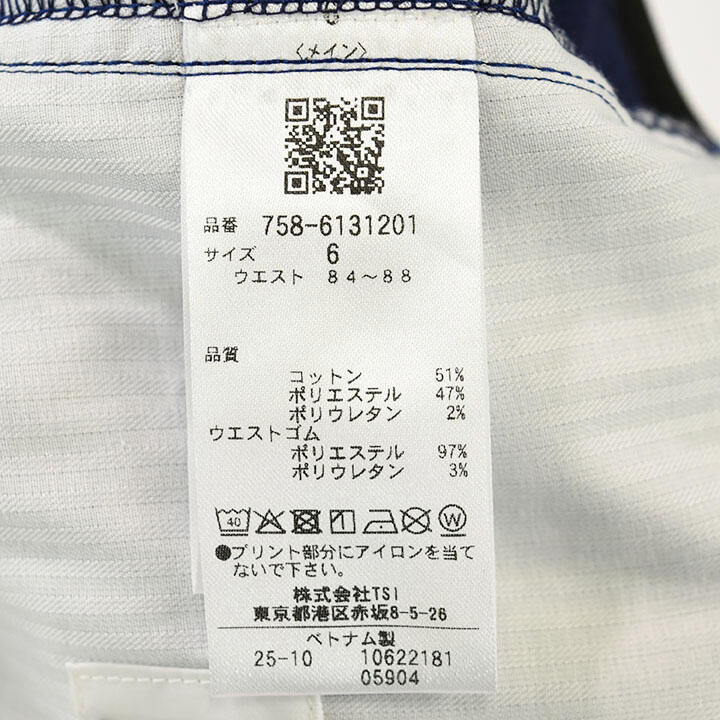 〈メイン〉
品番 758-6131201
サイズ 6
ウエスト 84～88
品質
コットン 51%
ポリエステル 47%
ポリウレタン 2%
ウエストゴム
ポリエステル 97%
ポリウレタン 3%
40 W
●プリント部分にアイロンを当て
ないで下さい。
株式会社TSI
東京都港区赤坂8-5-26
ベトナム製
25-10 10622181
05904